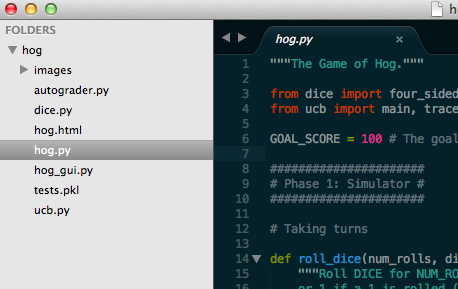 h
FOLDERS
hog
images
autograder.py
dice.py
hog.html
hog.py
hog_gui.py
tests.pkl
ucb.py
hog.py
1 """The Game of Hog."""
2
3 from dice import four_sided
4 from ucb import main, trace
5
6 GOAL_SCORE = 100 # The goal
7
8 ######################
9 # Phase 1: Simulator #
10 ######################
11
12 # Taking turns
13
14 def roll_dice(num_rolls, di
15 """Roll DICE for NUM_RO
16 or 1 if a 1 is rolled (